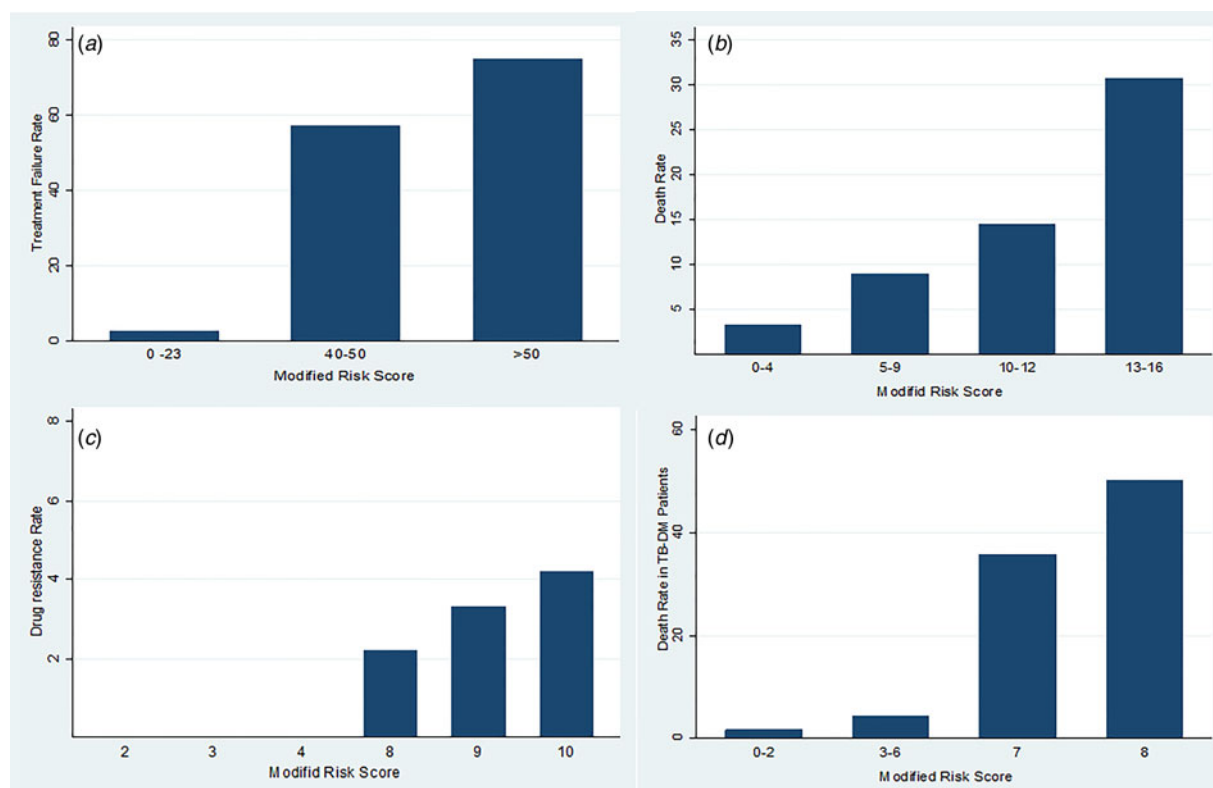 (a)
Treatment Failure Rate
80
60
40
20
0
0 -23 40-50 >50
Modified Risk Score
(b)
Death Rate
35
30
25
20
15
10
5
0-4 5-9 10-12 13-16
Modifid Risk Score
(c)
Drug resistance Rate
8
6
4
2
2 3 4 8 9 10
Modifid Risk Score
(d)
Death Rate in TB-DM Patients
60
40
20
0
0-2 3-6 7 8
Modified Risk Score